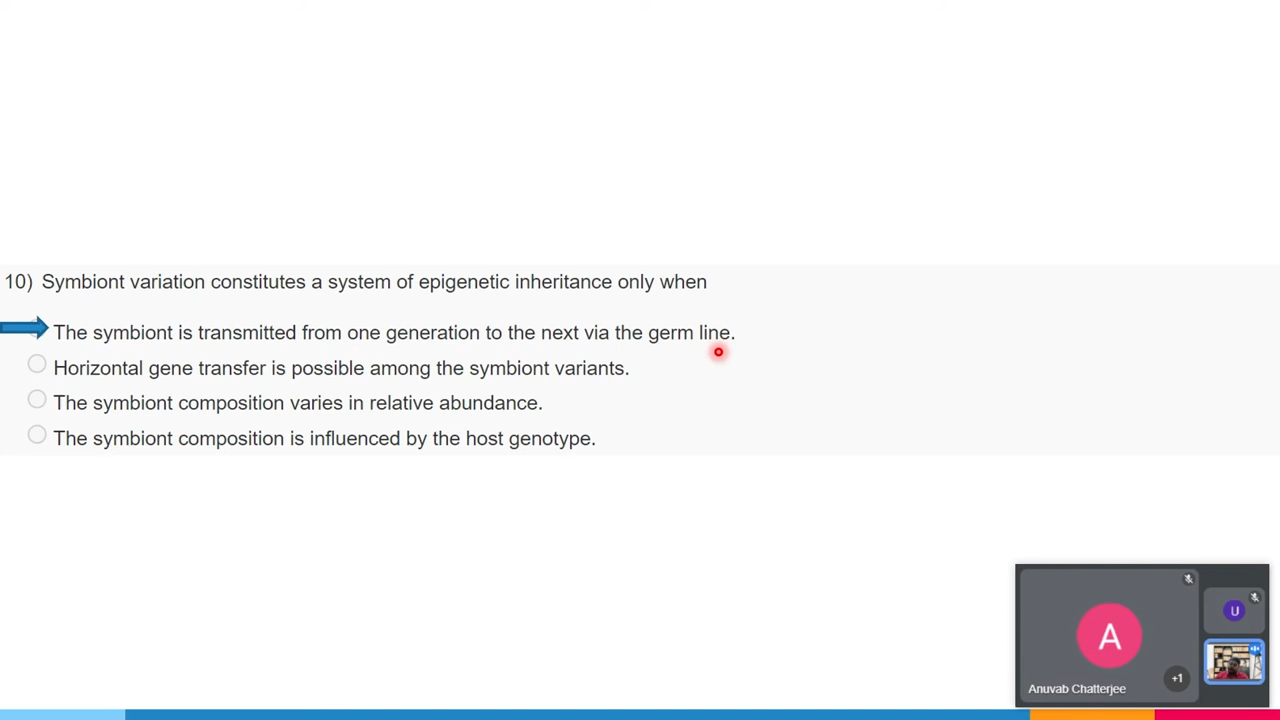 10) Symbiont variation constitutes a system of epigenetic inheritance only when
The symbiont is transmitted from one generation to the next via the germ line.
Horizontal gene transfer is possible among the symbiont variants.
The symbiont composition varies in relative abundance.
The symbiont composition is influenced by the host genotype.
A
U
+1
Anuvab Chatterjee